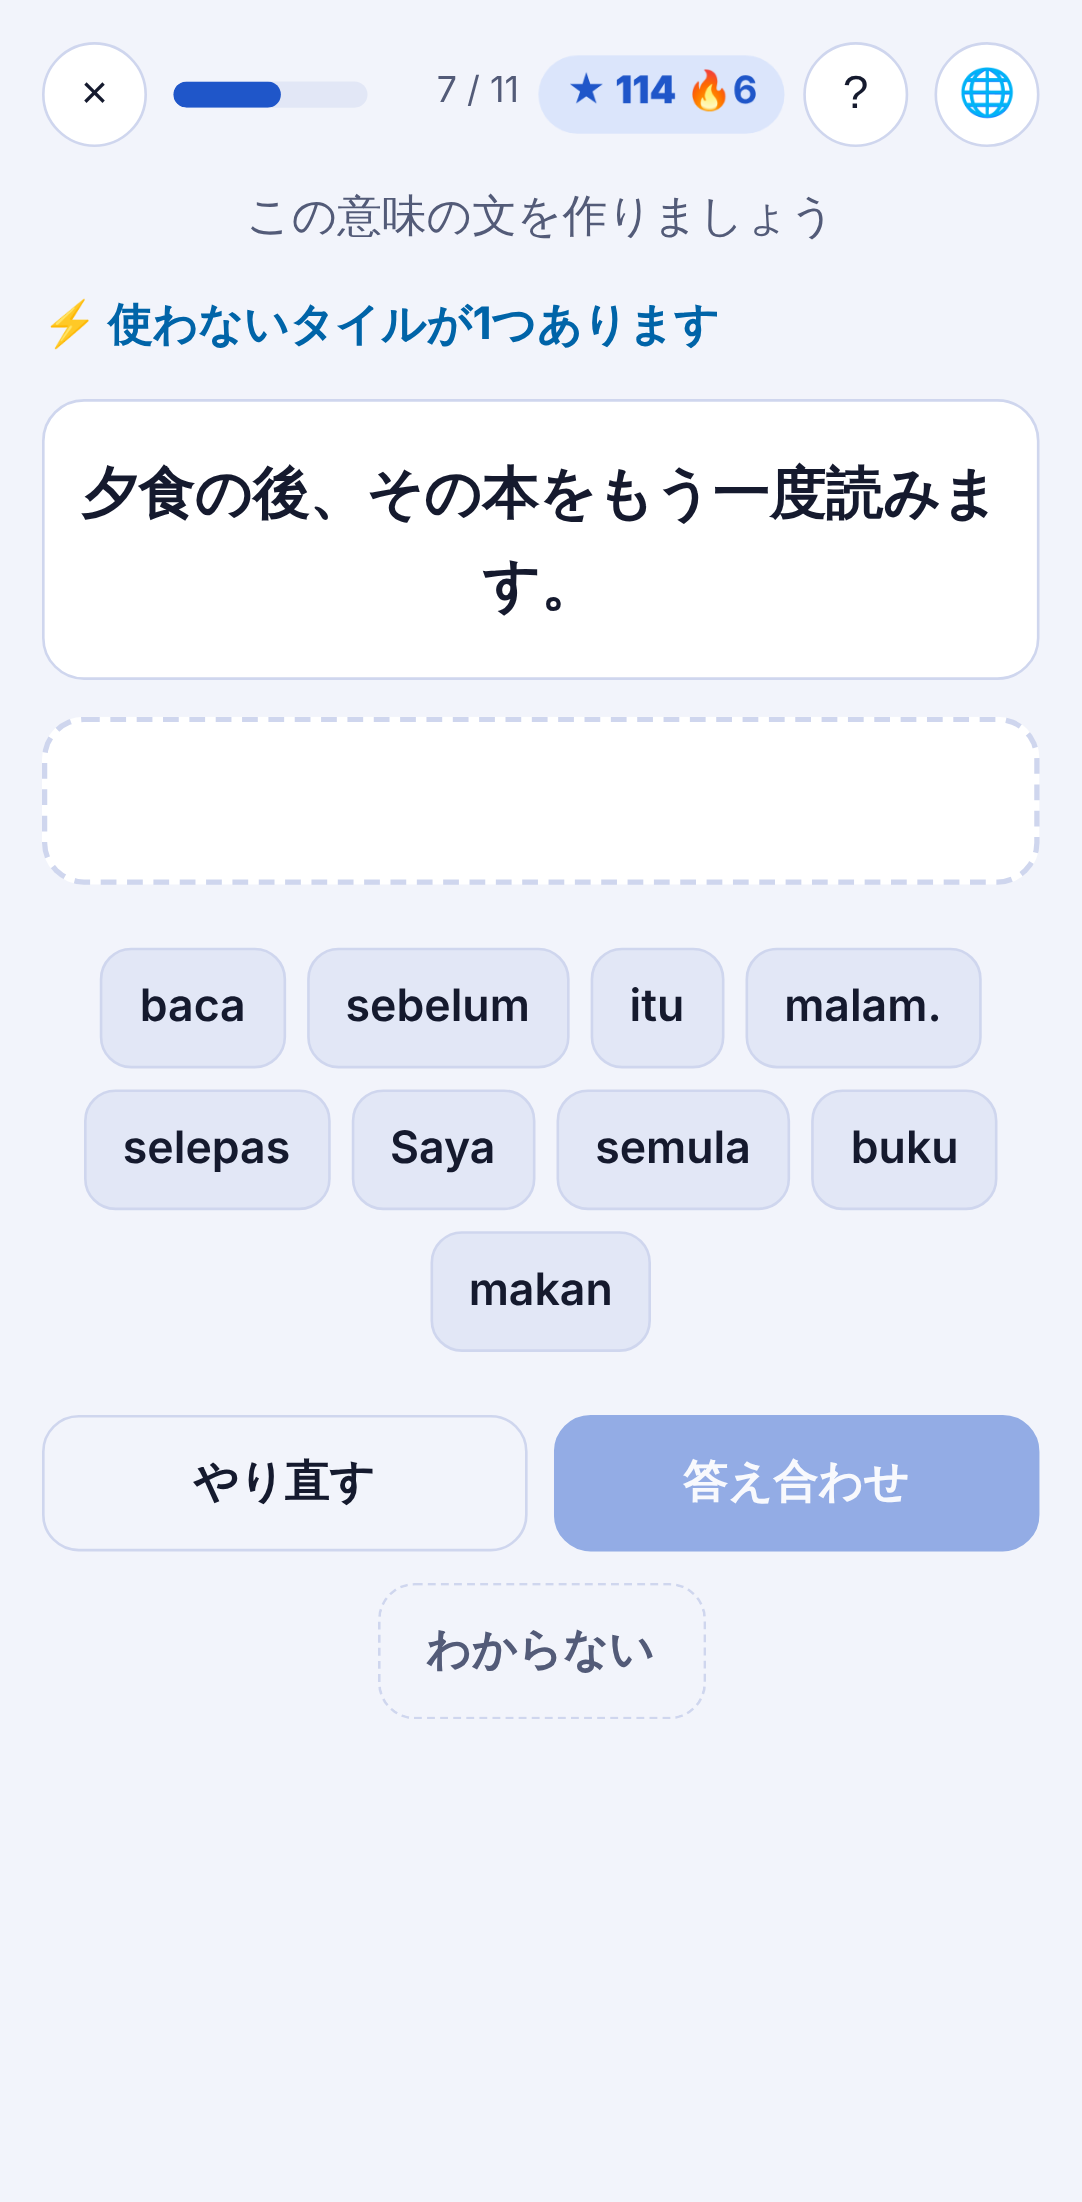 ×
7 / 11
★ 114 🔥6
?
🌐
この意味の文を作りましょう
⚡ 使わないタイルが1つあります
夕食の後、その本をもう一度読みま
す。
baca sebelum itu malam.
selepas Saya semula buku
makan
やり直す 答え合わせ
わからない